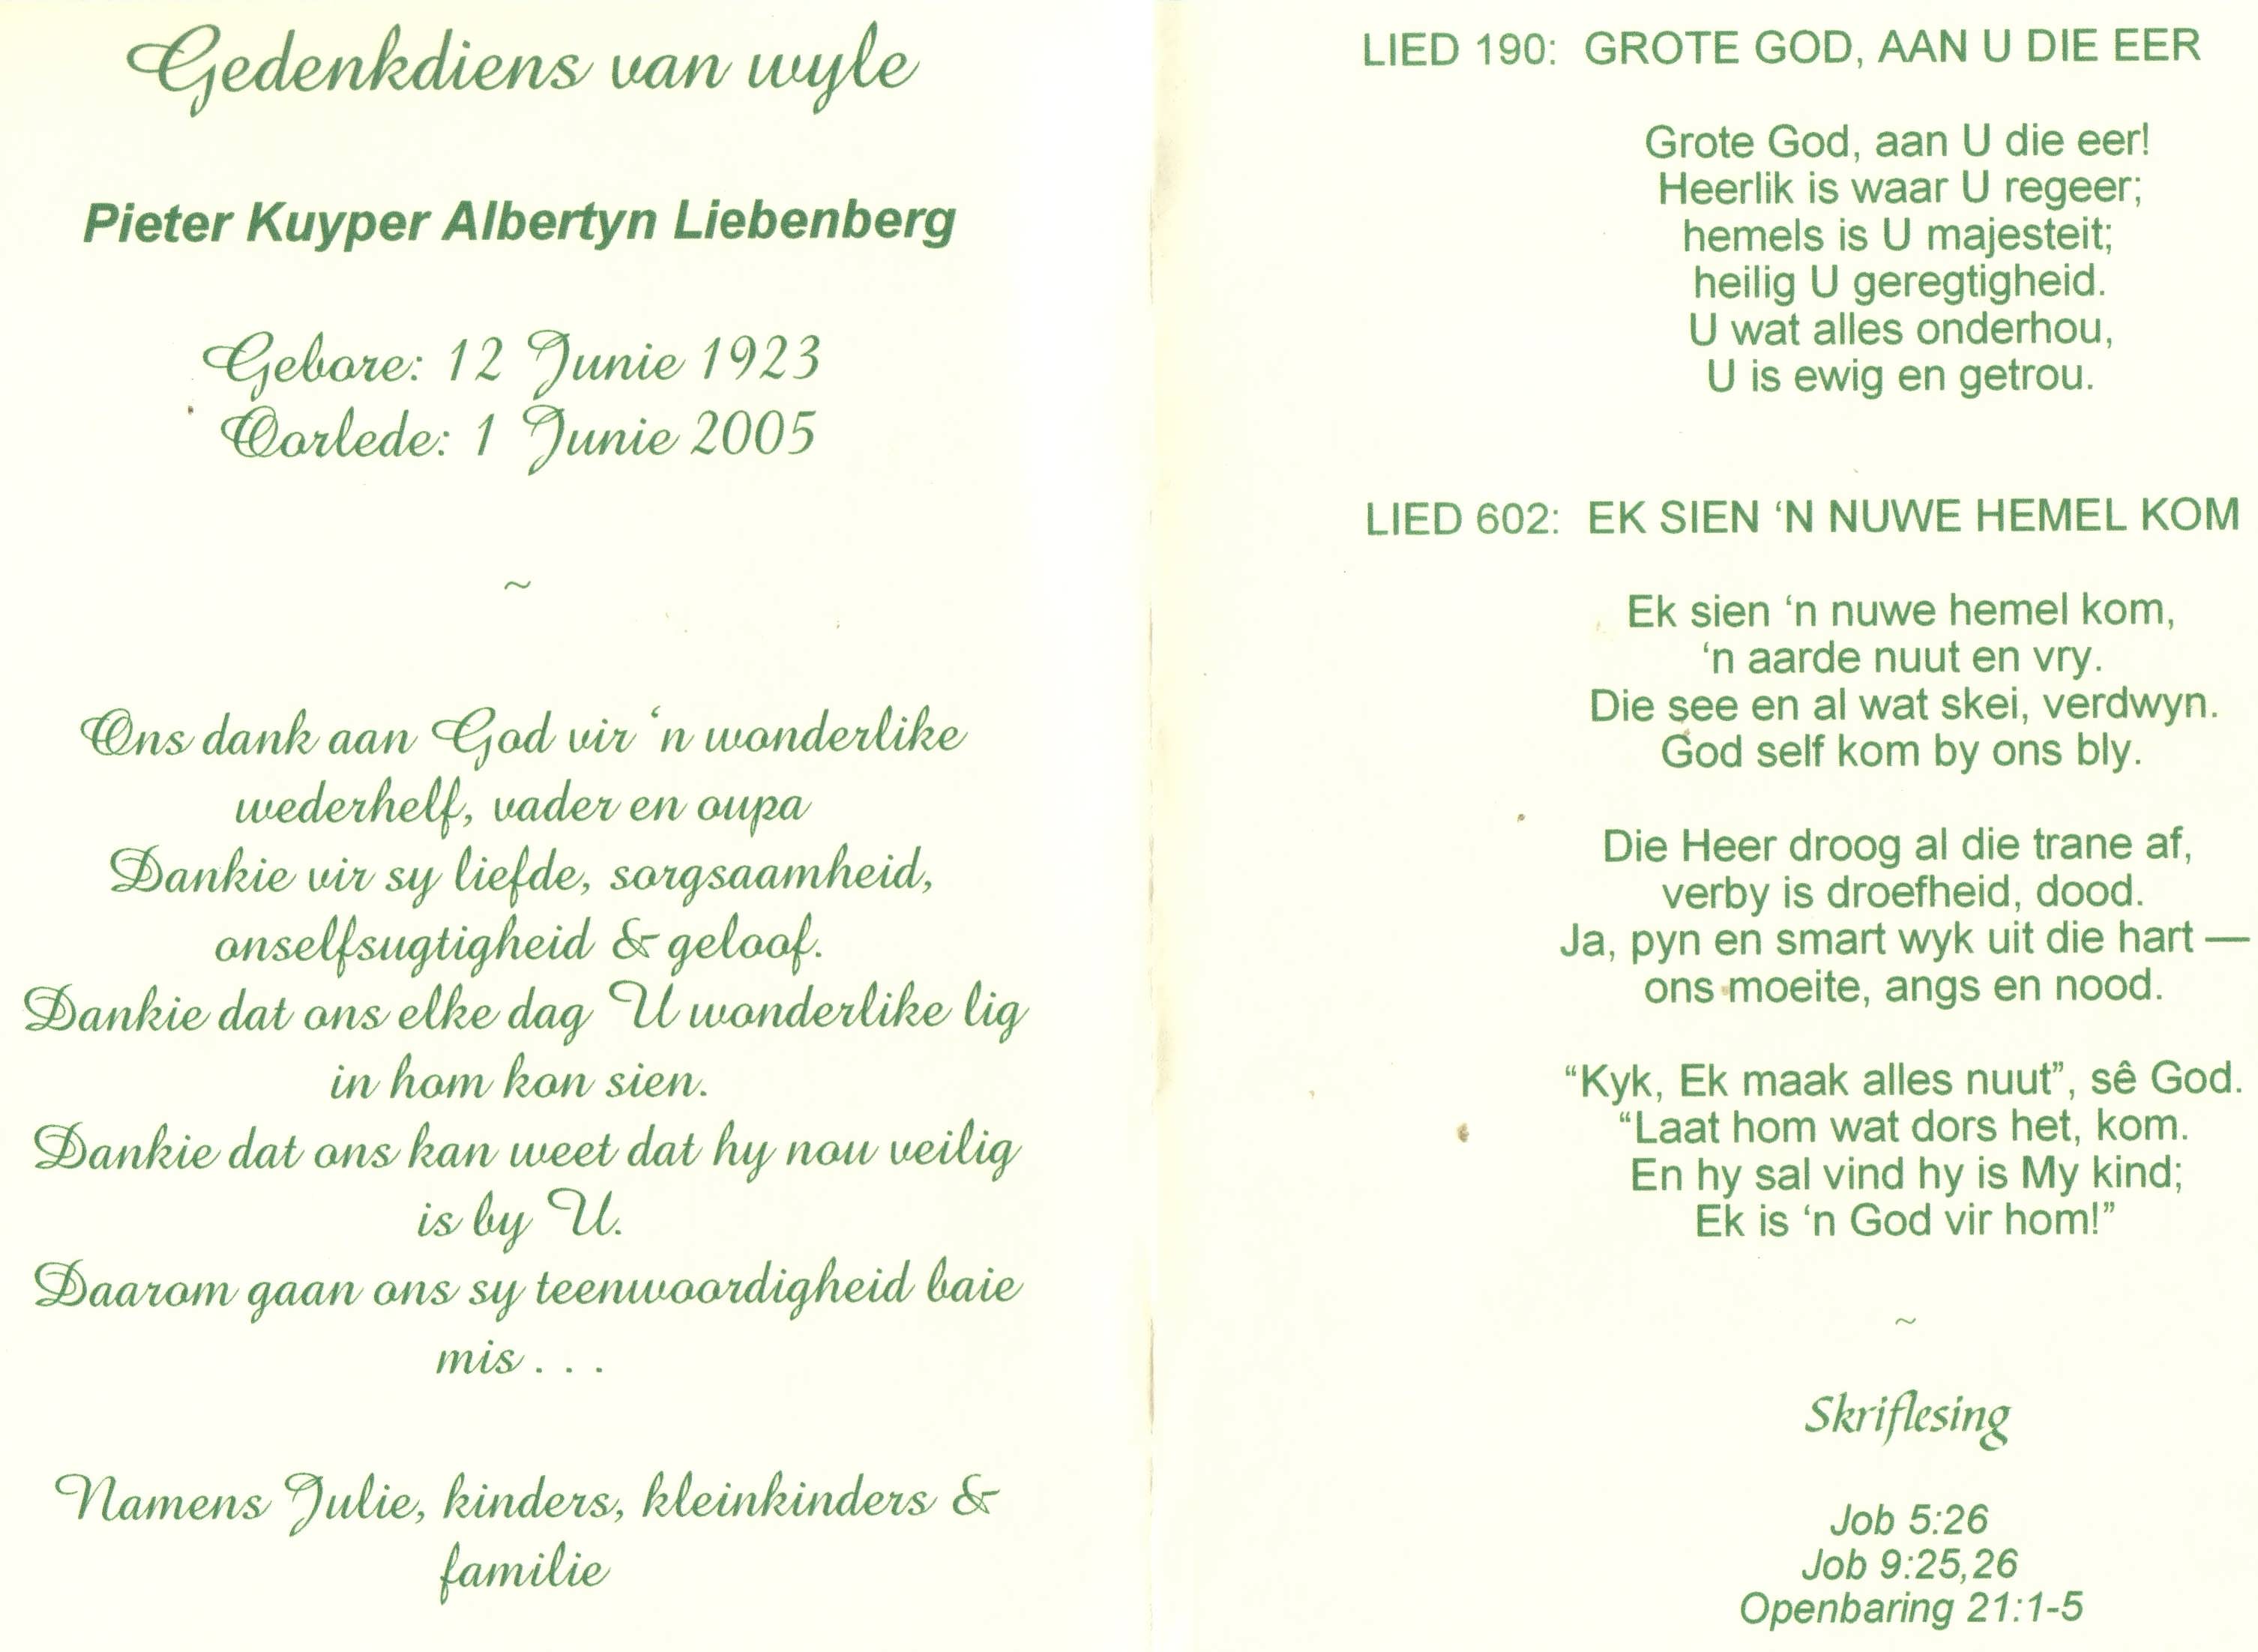 Gedenkdiens van wyle
Pieter Kuyper Albertyn Liebenberg
Gebore: 12 Junie 1923
Oorlede: 1 Junie 2005
~
Ons dank aan God vir ‘n wonderlike
wederhelf, vader en oupa
Dankie vir sy liefde, sorgsaamheid,
onselfsugtigheid & geloof.
Dankie dat ons elke dag U wonderlike lig
in hom kon sien.
Dankie dat ons kan weet dat hy nou veilig
is by U.
Daarom gaan ons sy teenwoordigheid baie
mis . . .
Namens Julie, kinders, kleinkinders &
familie
LIED 190: GROTE GOD, AAN U DIE EER
Grote God, aan U die eer!
Heerlik is waar U regeer;
hemels is U majesteit;
heilig U geregtigheid.
U wat alles onderhou,
U is ewig en getrou.
LIED 602: EK SIEN ‘N NUWE HEMEL KOM
Ek sien ‘n nuwe hemel kom,
‘n aarde nuut en vry.
Die see en al wat skei, verdwyn.
God self kom by ons bly.
Die Heer droog al die trane af,
verby is droefheid, dood.
Ja, pyn en smart wyk uit die hart —
ons moeite, angs en nood.
“Kyk, Ek maak alles nuut”, sê God.
“Laat hom wat dors het, kom.
En hy sal vind hy is My kind;
Ek is ‘n God vir hom!”
~
Skriflesing
Job 5:26
Job 9:25,26
Openbaring 21:1-5